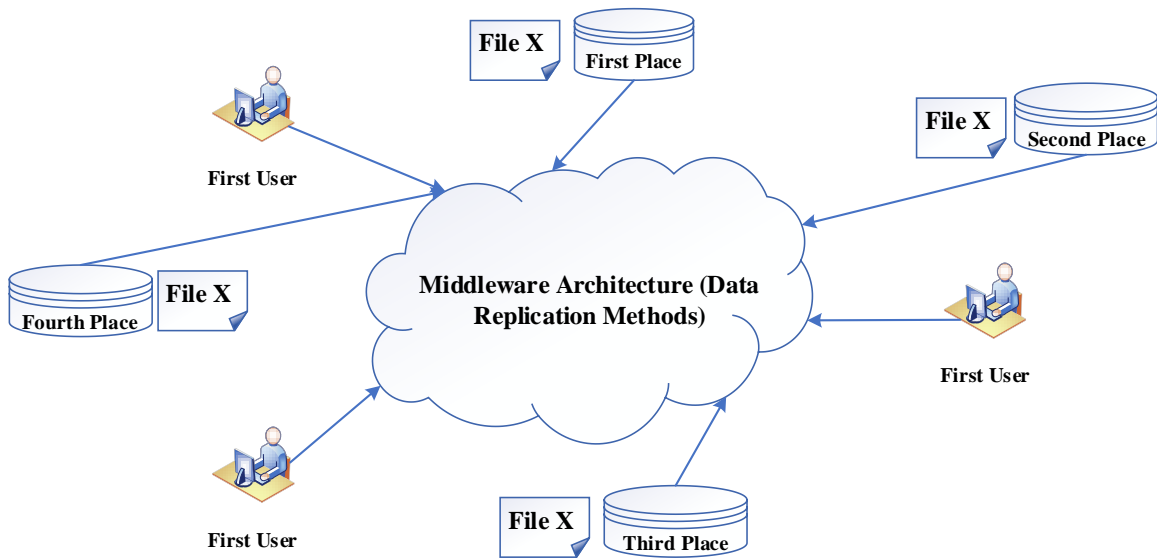 File X
First Place
File X
Second Place
First User
Middleware Architecture (Data
Replication Methods)
File X
Fourth Place
First User
First User
File X
Third Place